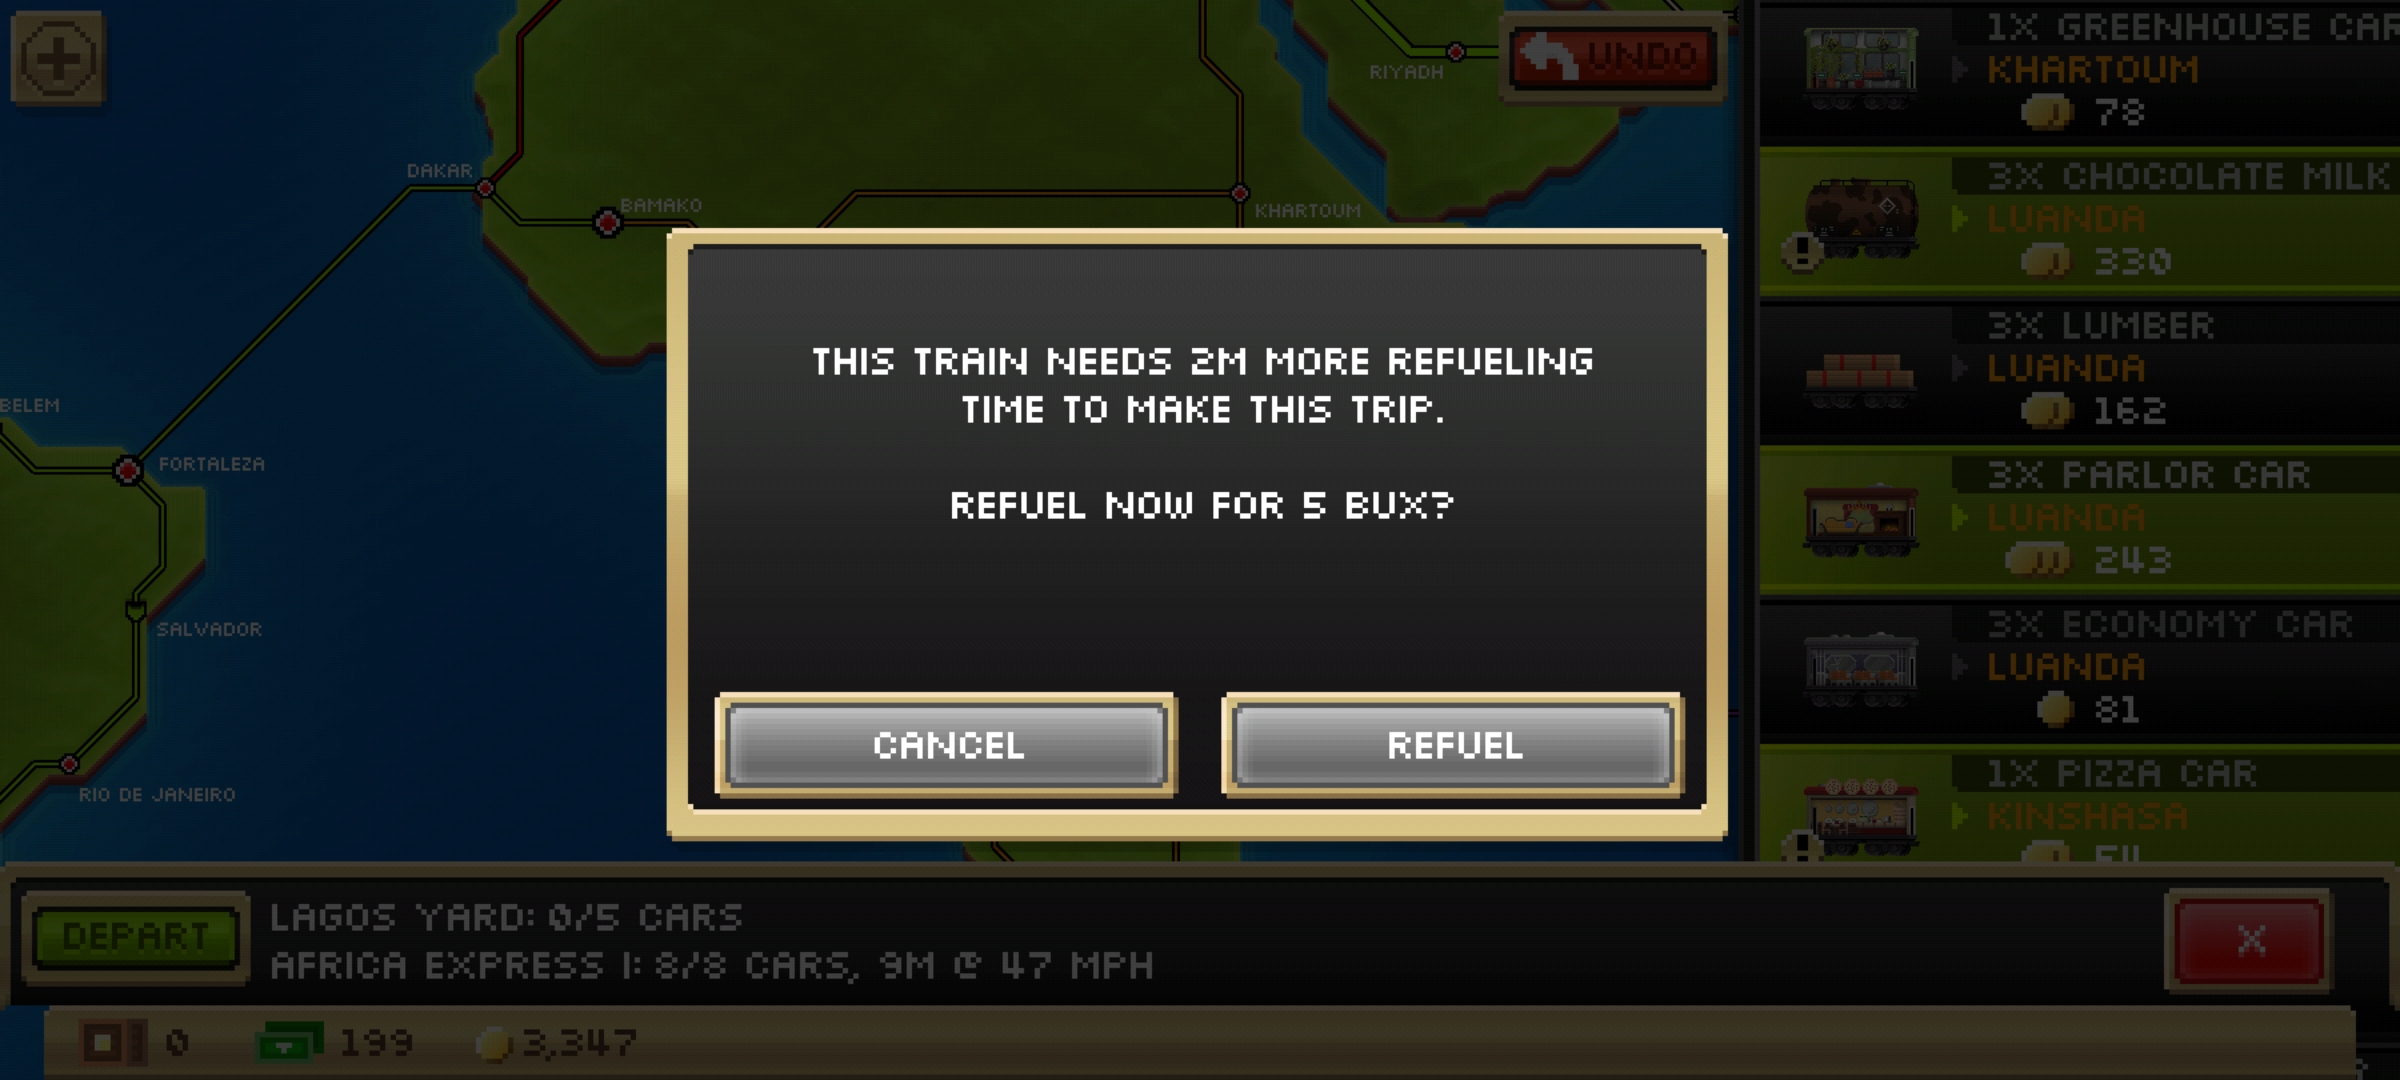 UNDO
RIYADH
DAKAR
BAMAKO
KHARTOUM
BELEM
FORTALEZA
SALVADOR
RIO DE JANEIRO
THIS TRAIN NEEDS 2M MORE REFUELING
TIME TO MAKE THIS TRIP.
REFUEL NOW FOR 5 BUX?
CANCEL
REFUEL
1X GREENHOUSE CAR
KHARTOUM
78
3X CHOCOLATE MILK
LUANDA
330
3X LUMBER
LUANDA
162
3X PARLOR CAR
LUANDA
243
3X ECONOMY CAR
LUANDA
81
1X PIZZA CAR
KINSHASA
DEPART
LAGOS YARD: 0/5 CARS
AFRICA EXPRESS I: 8/8 CARS, 9M @ 47 MPH
X
0
199
3,347